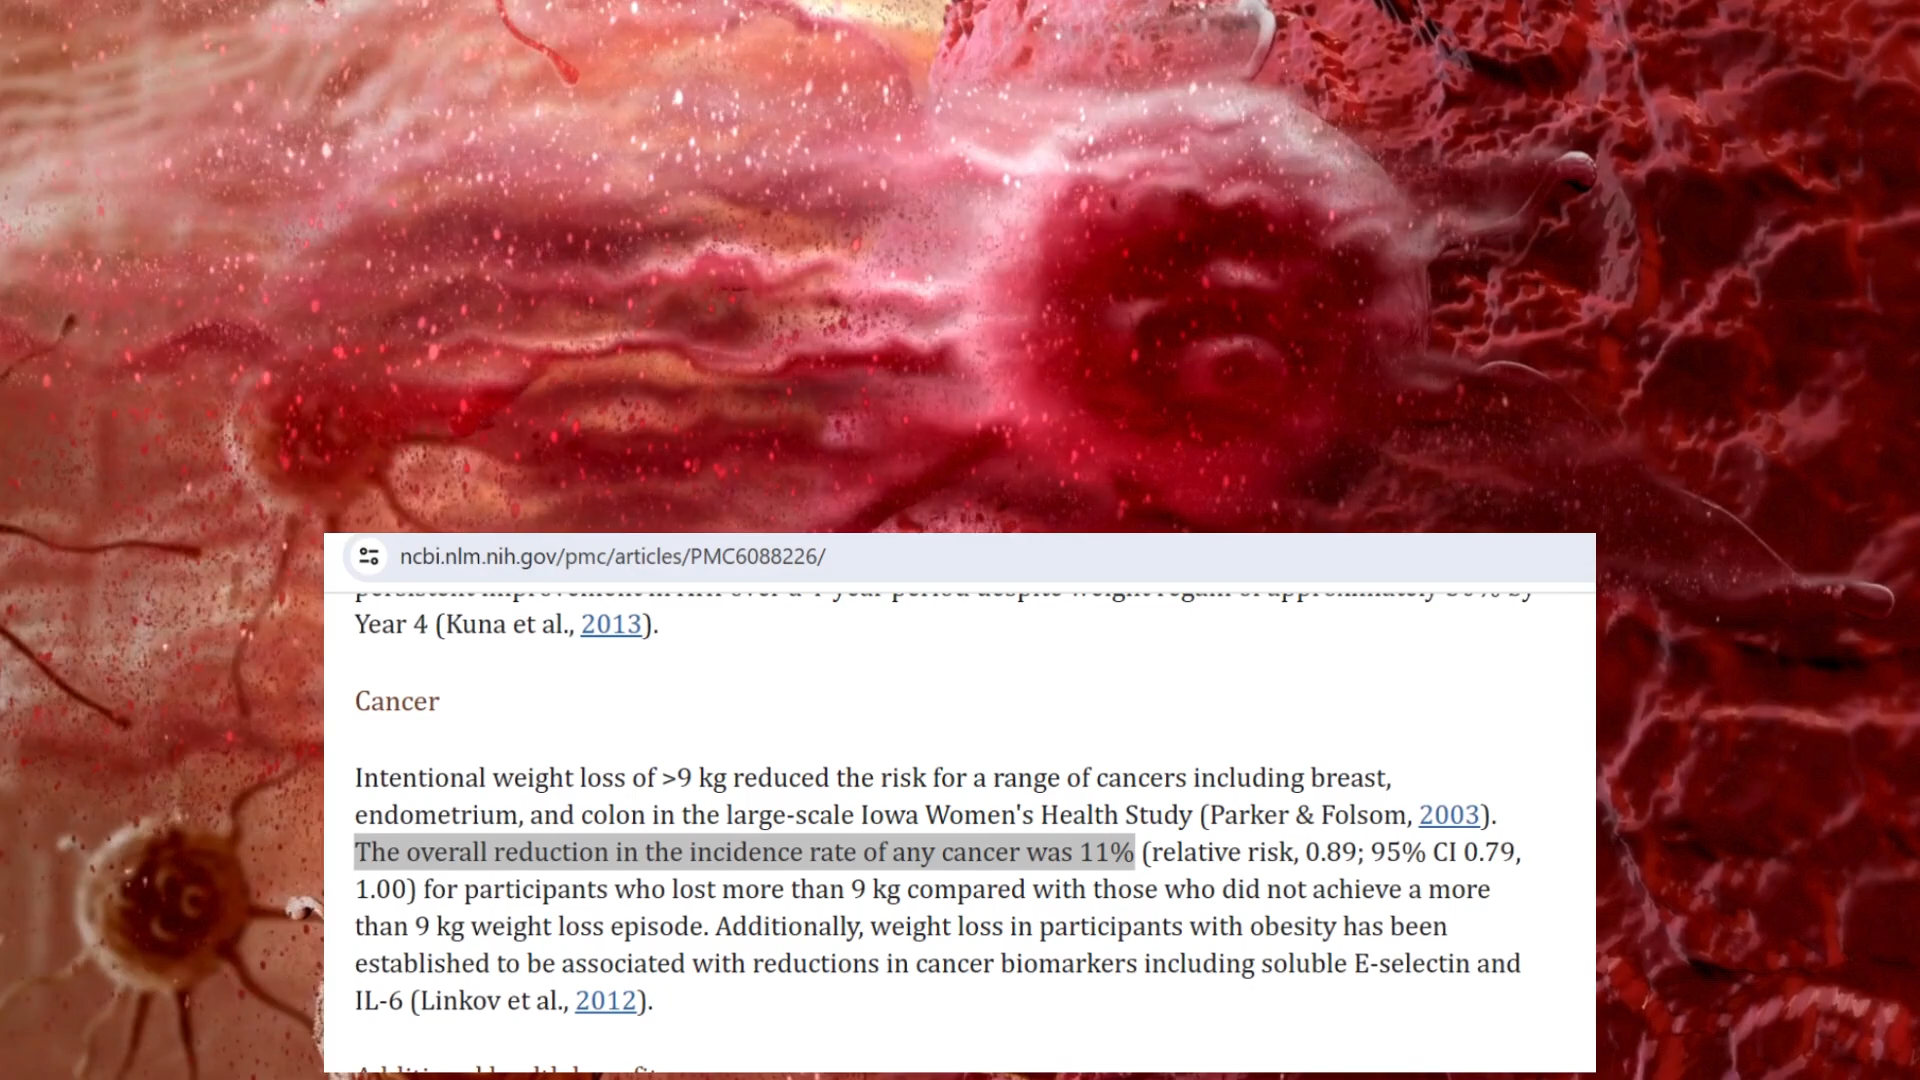 ncbi.nlm.nih.gov/pmc/articles/PMC6088226/
Year 4 (Kuna et al., 2013).
Cancer
Intentional weight loss of >9 kg reduced the risk for a range of cancers including breast,
endometrium, and colon in the large-scale Iowa Women's Health Study (Parker & Folsom, 2003).
The overall reduction in the incidence rate of any cancer was 11% (relative risk, 0.89; 95% CI 0.79,
1.00) for participants who lost more than 9 kg compared with those who did not achieve a more
than 9 kg weight loss episode. Additionally, weight loss in participants with obesity has been
established to be associated with reductions in cancer biomarkers including soluble E-selectin and
IL-6 (Linkov et al., 2012).